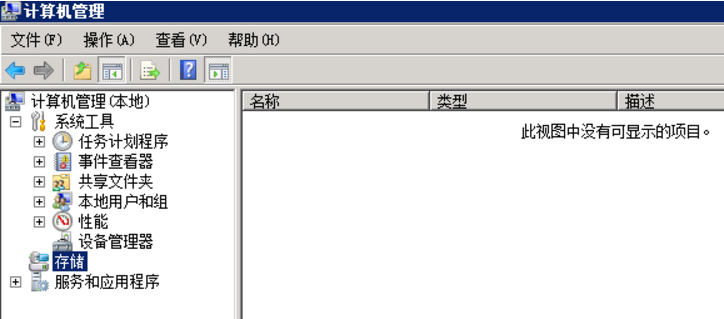 计算机管理
文件(F) 操作(A) 查看(V) 帮助(H)
计算机管理(本地)
系统工具
任务计划程序
事件查看器
共享文件夹
本地用户和组
性能
设备管理器
存储
服务和应用程序
名称 类型 描述
此视图中没有可显示的项目。